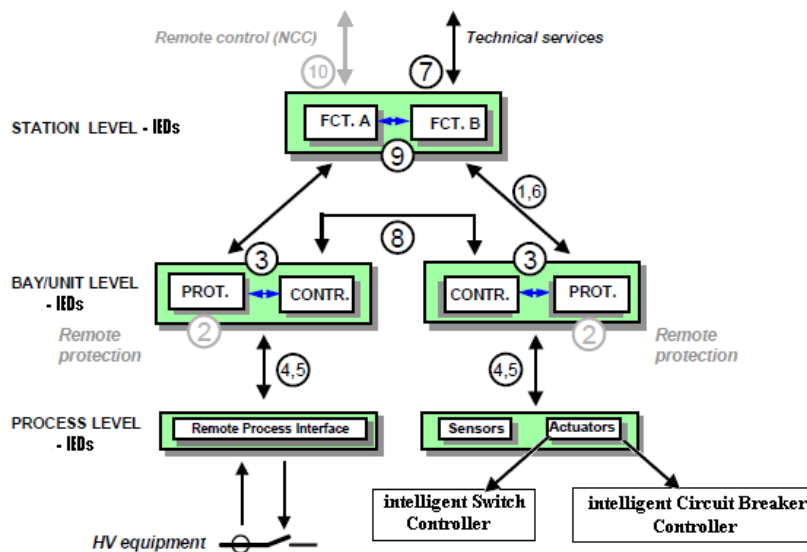 Remote control (NCC)
Technical services
10
7
STATION LEVEL - IEDs
FCT. A
FCT. B
9
1,6
8
3
3
BAY/UNIT LEVEL
- IEDs
PROT.
CONTR.
CONTR.
PROT.
2
2
Remote
protection
Remote
protection
4,5
4,5
PROCESS LEVEL
- IEDs
Remote Process Interface
Sensors
Actuators
intelligent Switch
Controller
intelligent Circuit Breaker
Controller
HV equipment